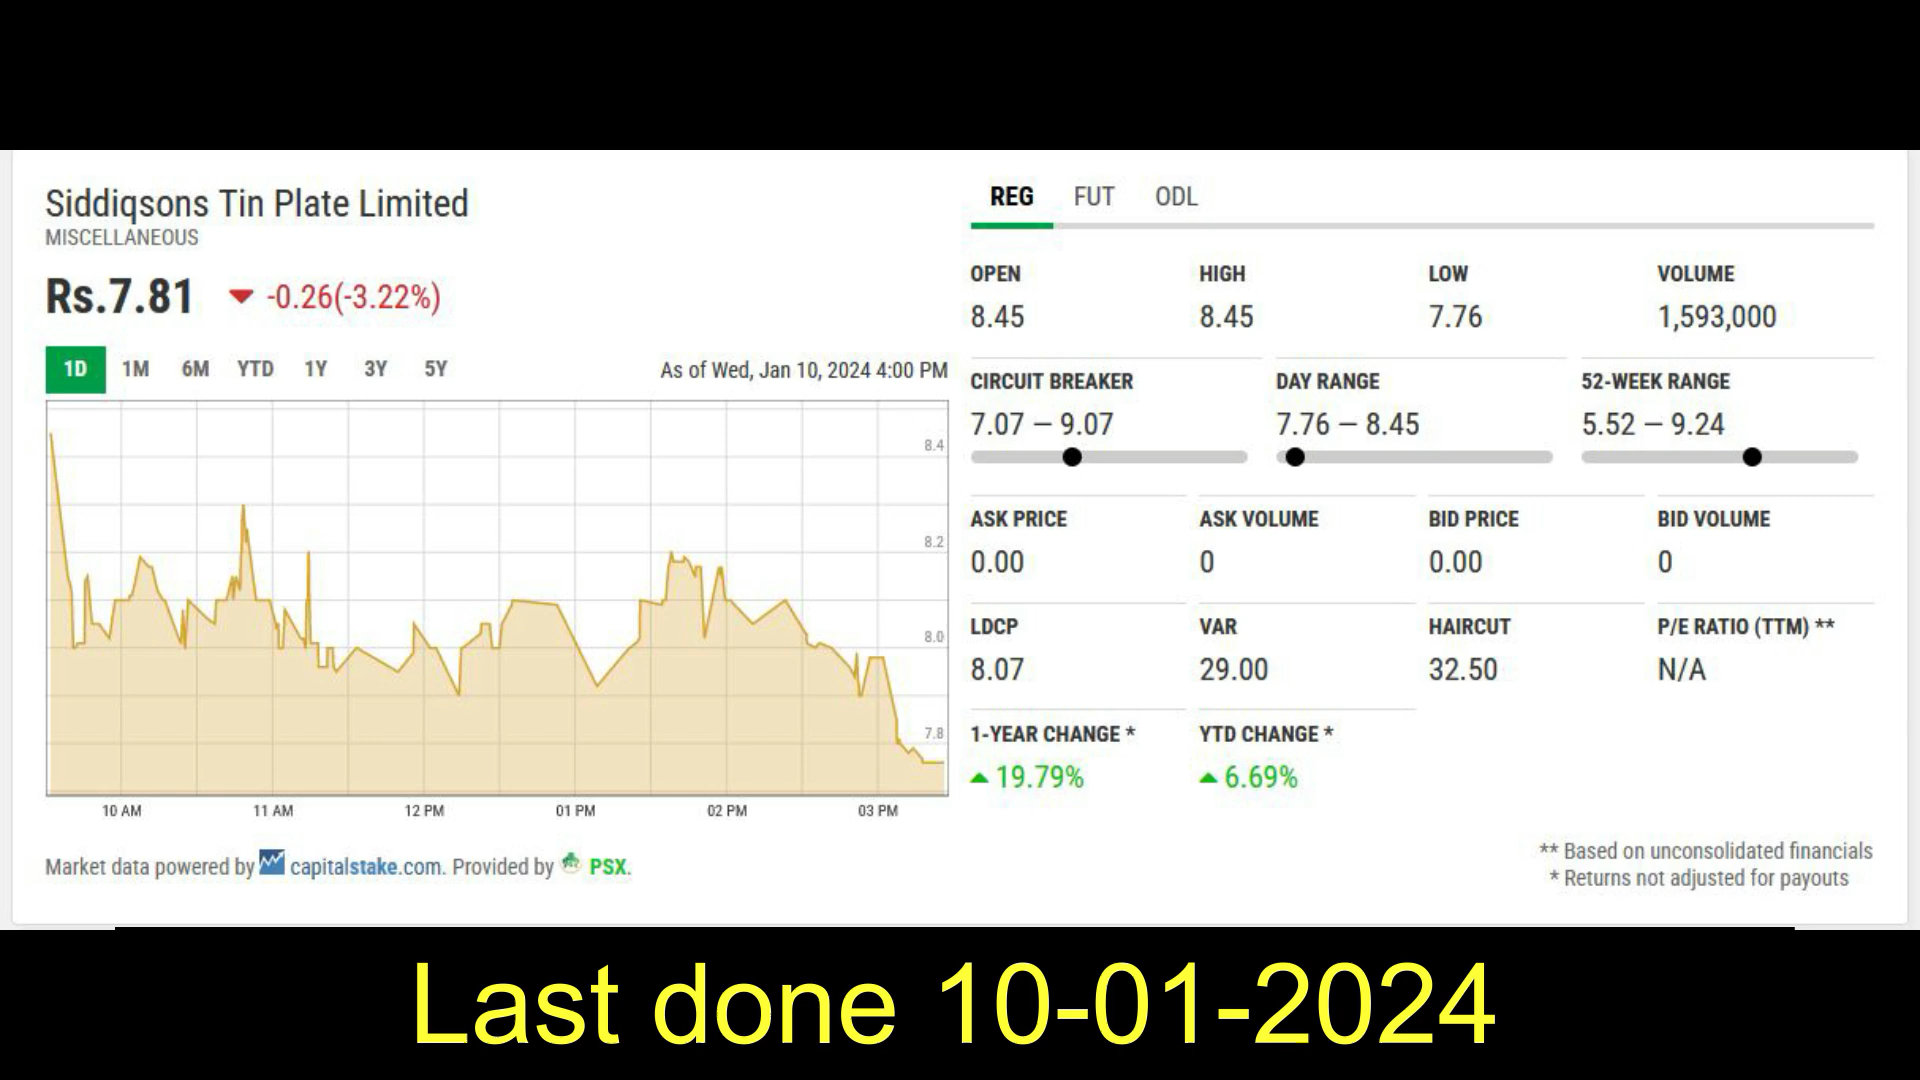 Siddiqsons Tin Plate Limited
MISCELLANEOUS
Rs.7.81 -0.26(-3.22%)
1D 1M 6M YTD 1Y 3Y 5Y As of Wed, Jan 10, 2024 4:00 PM
8.4
8.2
8.0
7.8
10 AM 11 AM 12 PM 01 PM 02 PM 03 PM
Market data powered by capitalstake.com. Provided by PSX.
REG FUT ODL
OPEN HIGH LOW VOLUME
8.45 8.45 7.76 1,593,000
CIRCUIT BREAKER DAY RANGE 52-WEEK RANGE
7.07 – 9.07 7.76 – 8.45 5.52 – 9.24
ASK PRICE ASK VOLUME BID PRICE BID VOLUME
0.00 0 0.00 0
LDCP VAR HAIRCUT P/E RATIO (TTM) **
8.07 29.00 32.50 N/A
1-YEAR CHANGE * YTD CHANGE *
19.79% 6.69%
** Based on unconsolidated financials
* Returns not adjusted for payouts
Last done 10-01-2024